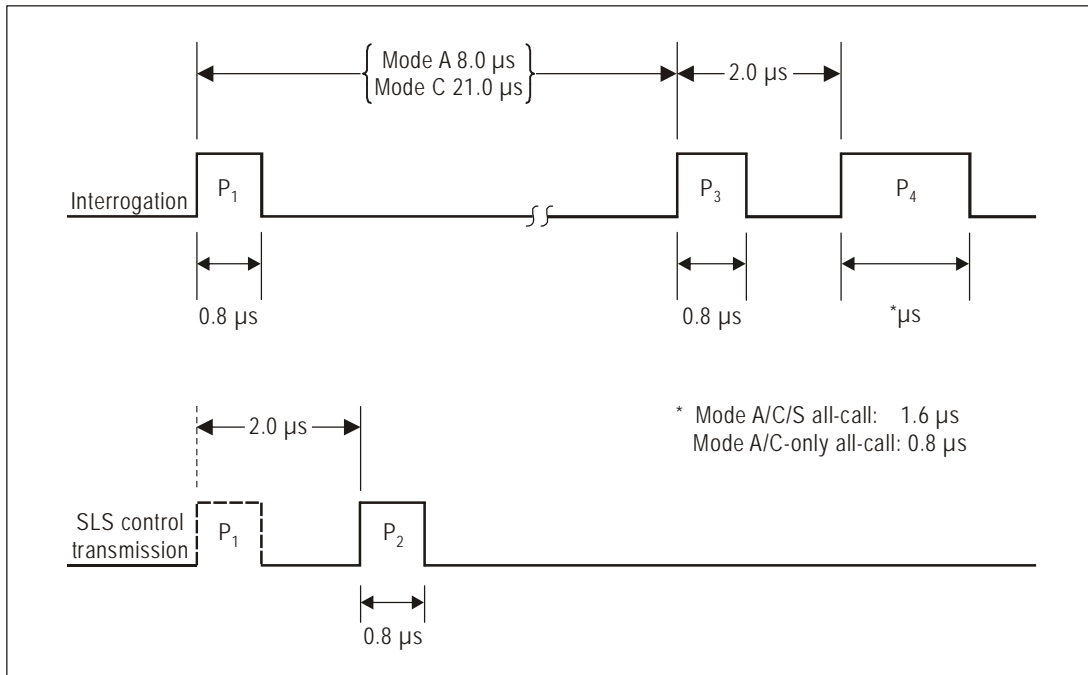 Mode A 8.0 µs
Mode C 21.0 µs
2.0 µs
Interrogation
P1
P3
P4
0.8 µs
0.8 µs
*µs
2.0 µs
* Mode A/C/S all-call: 1.6 µs
Mode A/C-only all-call: 0.8 µs
SLS control
transmission
P1
P2
0.8 µs